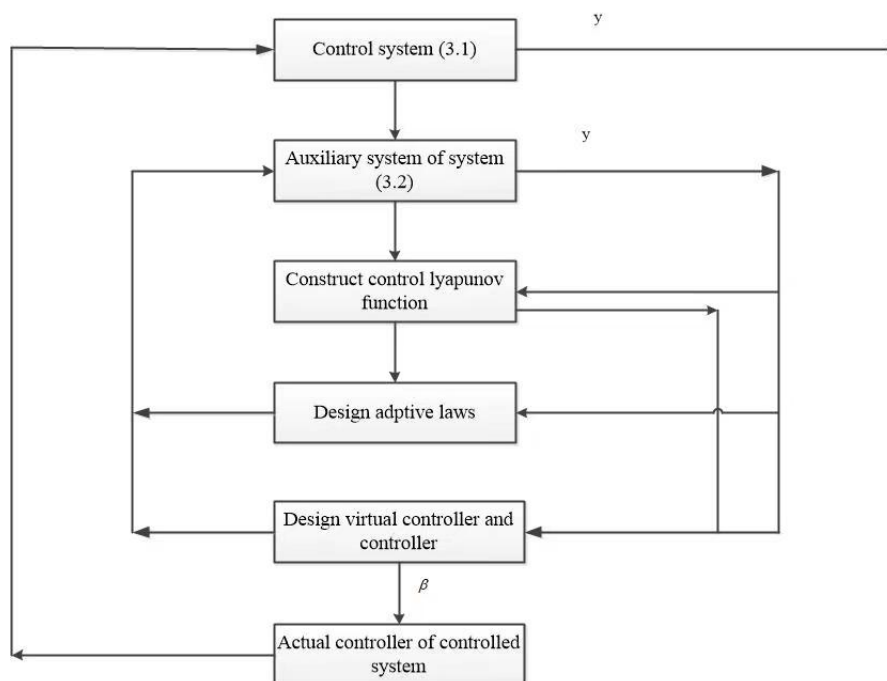 y
Control system (3.1)
y
Auxiliary system of system
(3.2)
Construct control lyapunov
function
Design adptive laws
Design virtual controller and
controller
β
Actual controller of controlled
system